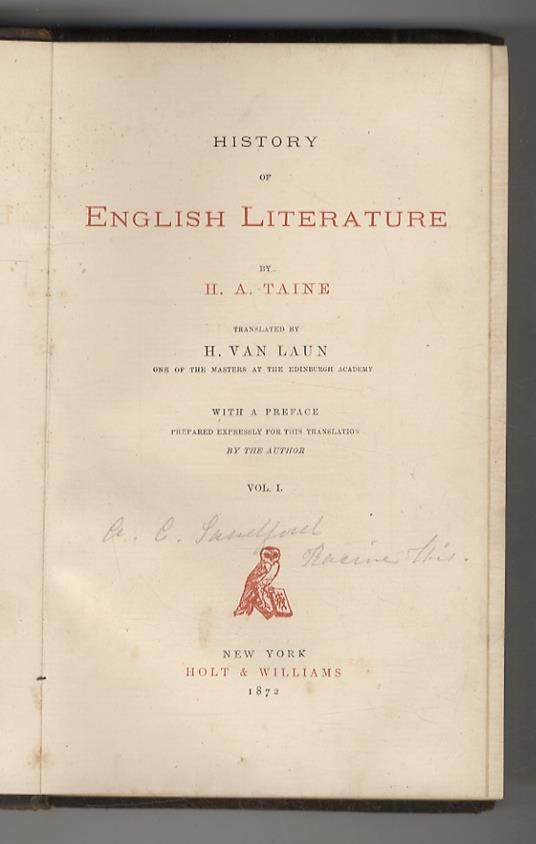 HISTORY
OF
ENGLISH LITERATURE
BY
H. A. TAINE
TRANSLATED BY
H. VAN LAUN
ONE OF THE MASTERS AT THE EDINBURGH ACADEMY
WITH A PREFACE
PREPARED EXPRESSLY FOR THIS TRANSLATION
BY THE AUTHOR
VOL. I.
C.
Racine Wis.
NEW YORK
HOLT & WILLIAMS
1872